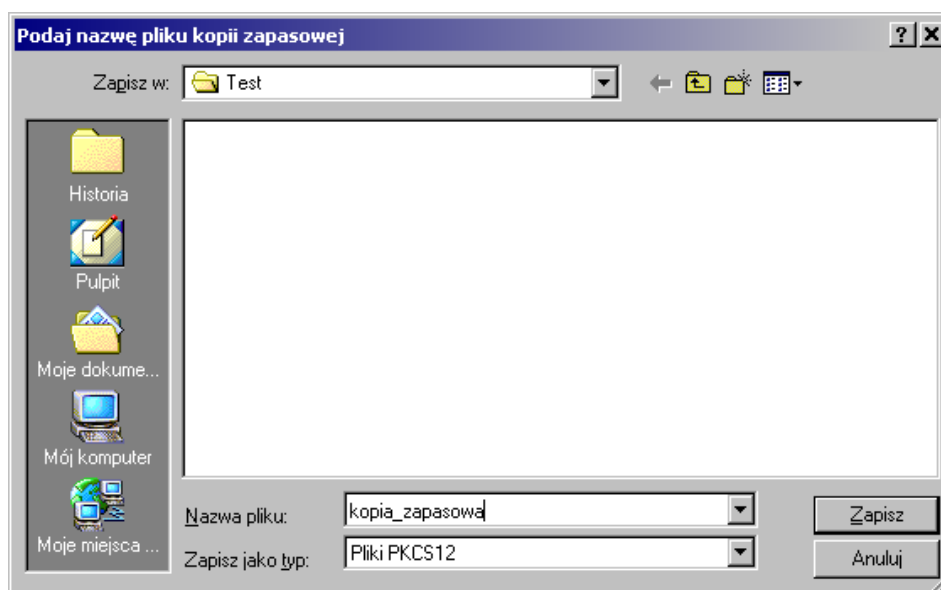 Podaj nazwę pliku kopii zapasowej
Zapisz w: Test
Historia
Pulpit
Moje dokume...
Mój komputer
Moje miejsca ...
Nazwa pliku: kopia_zapasowa Zapisz
Zapisz jako typ: Pliki PKCS12 Anuluj